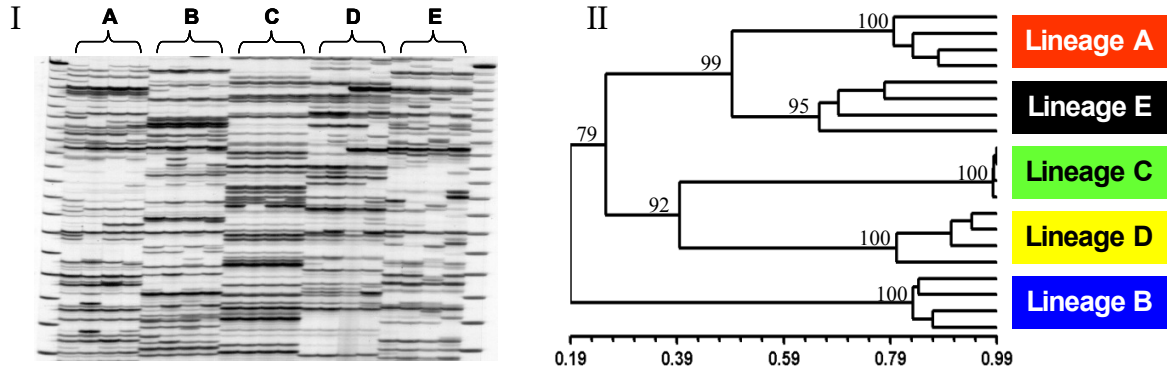 I
A B C D E
II
100
99
95
79
100
92
100
100
Lineage A
Lineage E
Lineage C
Lineage D
Lineage B
0.19 0.39 0.59 0.79 0.99